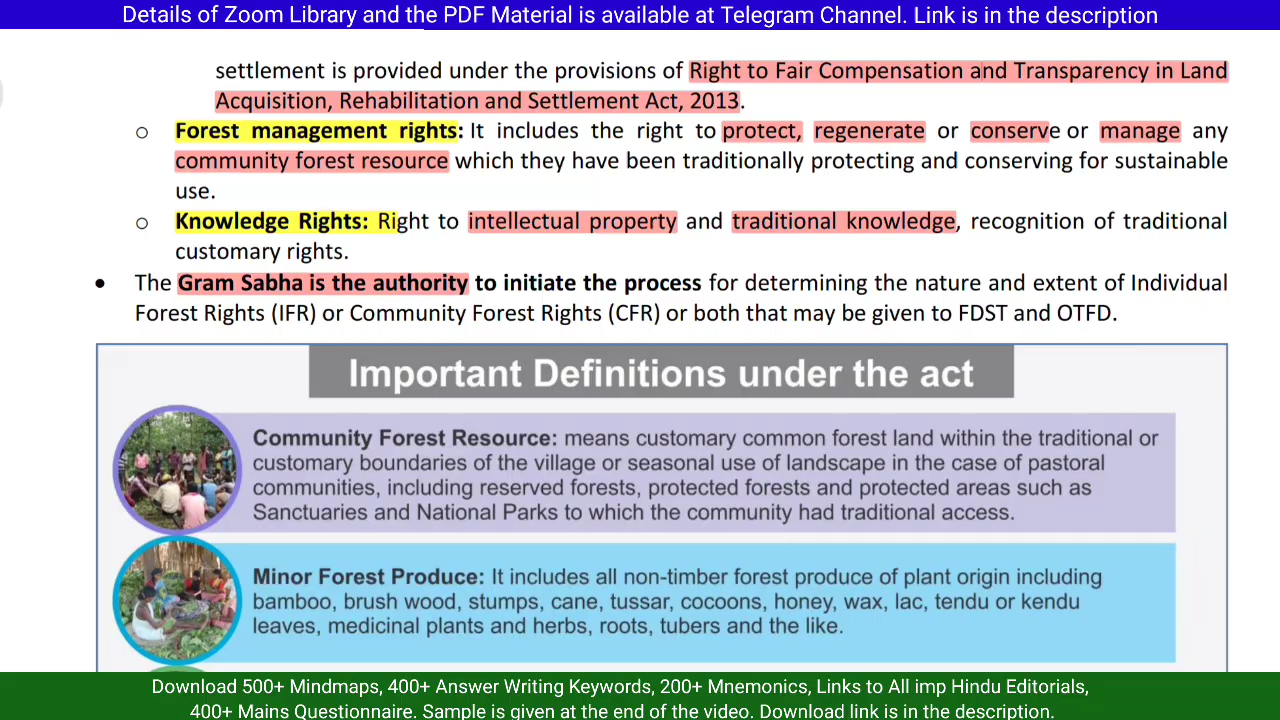 Details of Zoom Library and the PDF Material is available at Telegram Channel. Link is in the description
settlement is provided under the provisions of Right to Fair Compensation and Transparency in Land
Acquisition, Rehabilitation and Settlement Act, 2013.
o Forest management rights: It includes the right to protect, regenerate or conserve or manage any
community forest resource which they have been traditionally protecting and conserving for sustainable
use.
o Knowledge Rights: Right to intellectual property and traditional knowledge, recognition of traditional
customary rights.
• The Gram Sabha is the authority to initiate the process for determining the nature and extent of Individual
Forest Rights (IFR) or Community Forest Rights (CFR) or both that may be given to FDST and OTFD.
Important Definitions under the act
Community Forest Resource: means customary common forest land within the traditional or
customary boundaries of the village or seasonal use of landscape in the case of pastoral
communities, including reserved forests, protected forests and protected areas such as
Sanctuaries and National Parks to which the community had traditional access.
Minor Forest Produce: It includes all non-timber forest produce of plant origin including
bamboo, brush wood, stumps, cane, tussar, cocoons, honey, wax, lac, tendu or kendu
leaves, medicinal plants and herbs, roots, tubers and the like.
Download 500+ Mindmaps, 400+ Answer Writing Keywords, 200+ Mnemonics, Links to All imp Hindu Editorials,
400+ Mains Questionnaire. Sample is given at the end of the video. Download link is in the description.